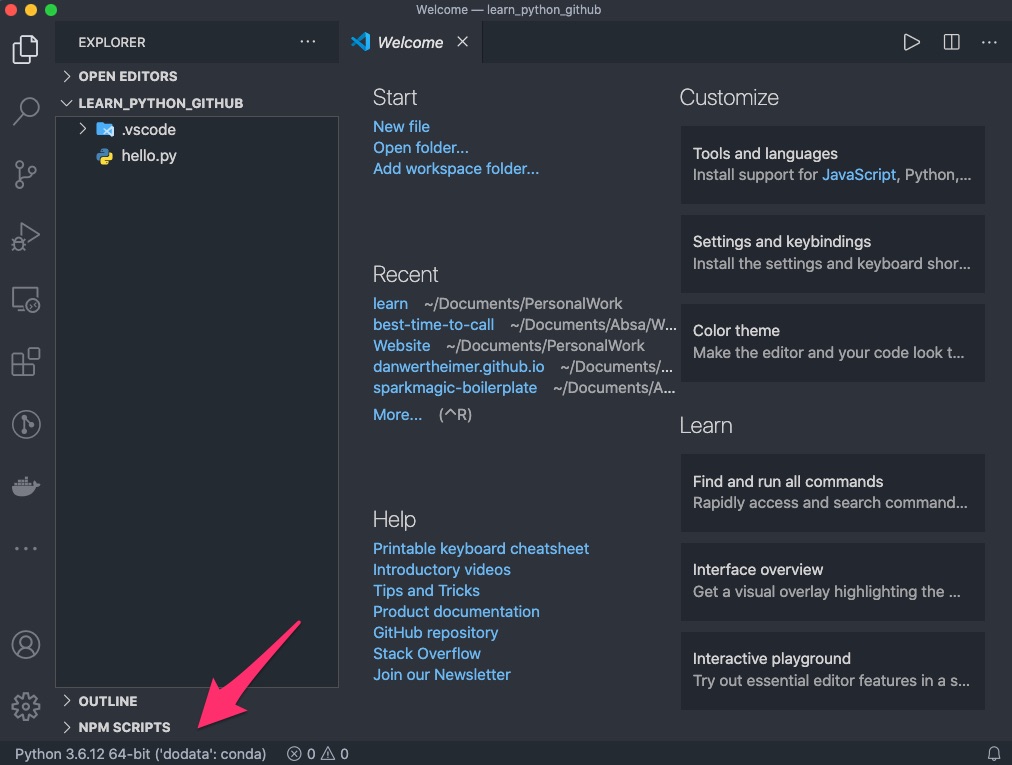 Welcome — learn_python_github
EXPLORER
Welcome
OPEN EDITORS
LEARN_PYTHON_GITHUB
.vscode
hello.py
OUTLINE
NPM SCRIPTS
Start
New file
Open folder...
Add workspace folder...
Recent
learn ~/Documents/PersonalWork
best-time-to-call ~/Documents/Absa/W...
Website ~/Documents/PersonalWork
danwertheimer.github.io ~/Documents/...
sparkmagic-boilerplate ~/Documents/A...
More... (^R)
Help
Printable keyboard cheatsheet
Introductory videos
Tips and Tricks
Product documentation
GitHub repository
Stack Overflow
Join our Newsletter
Customize
Tools and languages
Install support for JavaScript, Python,...
Settings and keybindings
Install the settings and keyboard shor...
Color theme
Make the editor and your code look t...
Learn
Find and run all commands
Rapidly access and search command...
Interface overview
Get a visual overlay highlighting the ...
Interactive playground
Try out essential editor features in a s...
Python 3.6.12 64-bit ('dodata': conda) 0 0